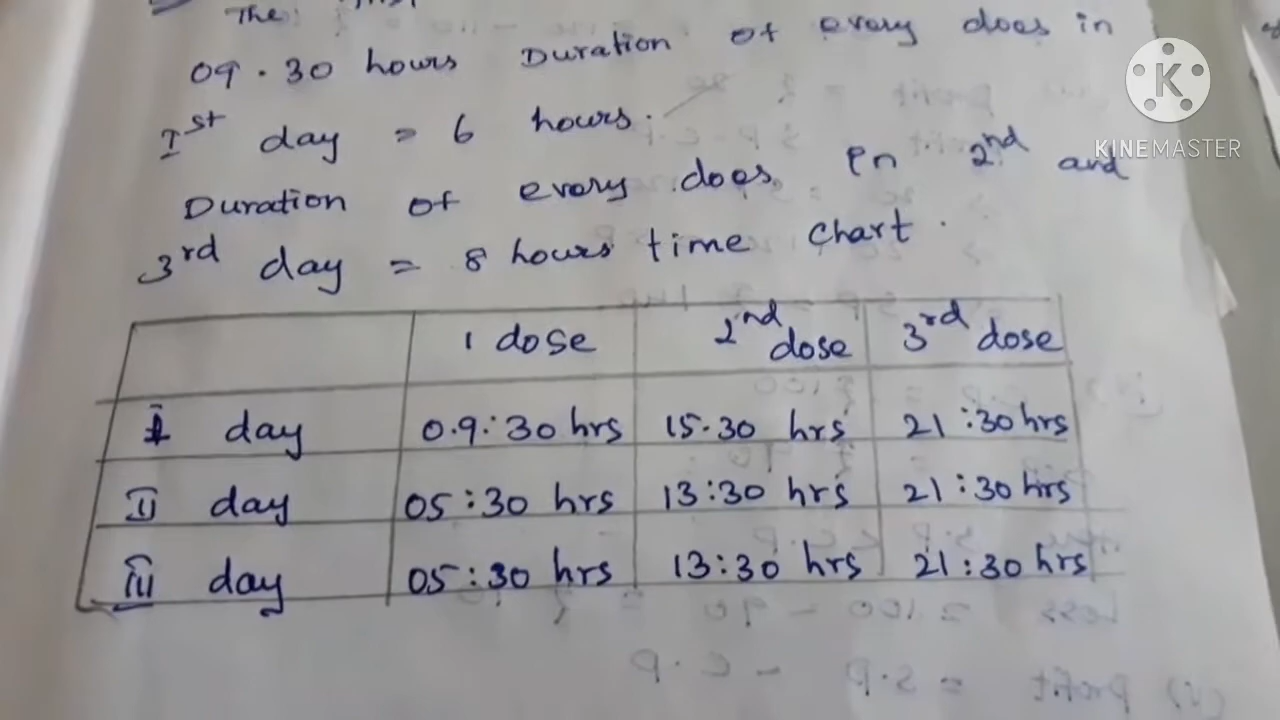 The first
09.30 hours Duration of every does in
Ist day = 6 hours.
Duration of every does in 2nd and
3rd day = 8 hours time chart.
1 dose 2nd dose 3rd dose
I day 0.9:30 hrs 15.30 hrs 21:30 hrs
II day 05:30 hrs 13:30 hrs 21:30 hrs
III day 05:30 hrs 13:30 hrs 21:30 hrs
K
KINEMASTER